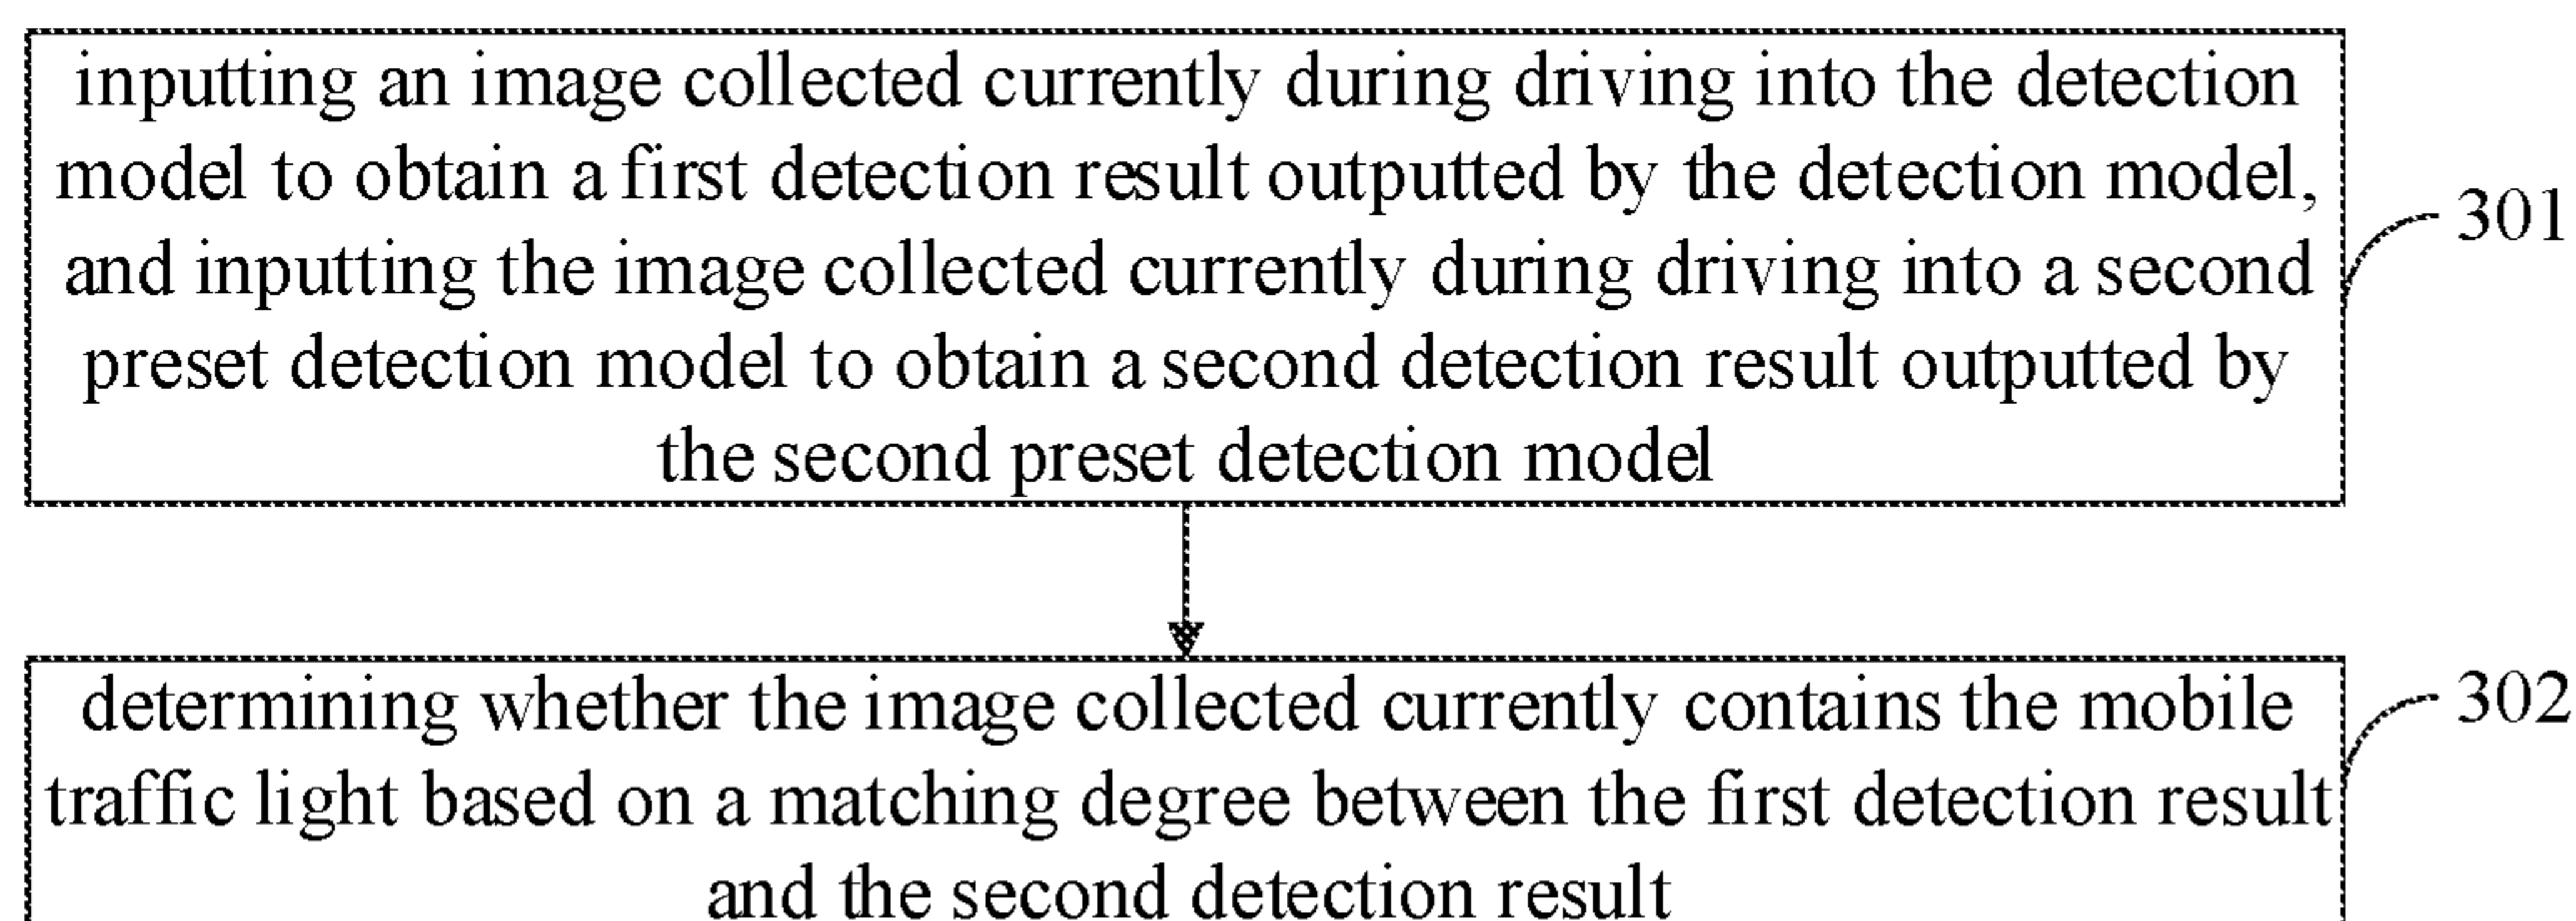 inputting an image collected currently during driving into the detection
model to obtain a first detection result outputted by the detection model,
and inputting the image collected currently during driving into a second
preset detection model to obtain a second detection result outputted by
the second preset detection model
301
determining whether the image collected currently contains the mobile
traffic light based on a matching degree between the first detection result
and the second detection result
302